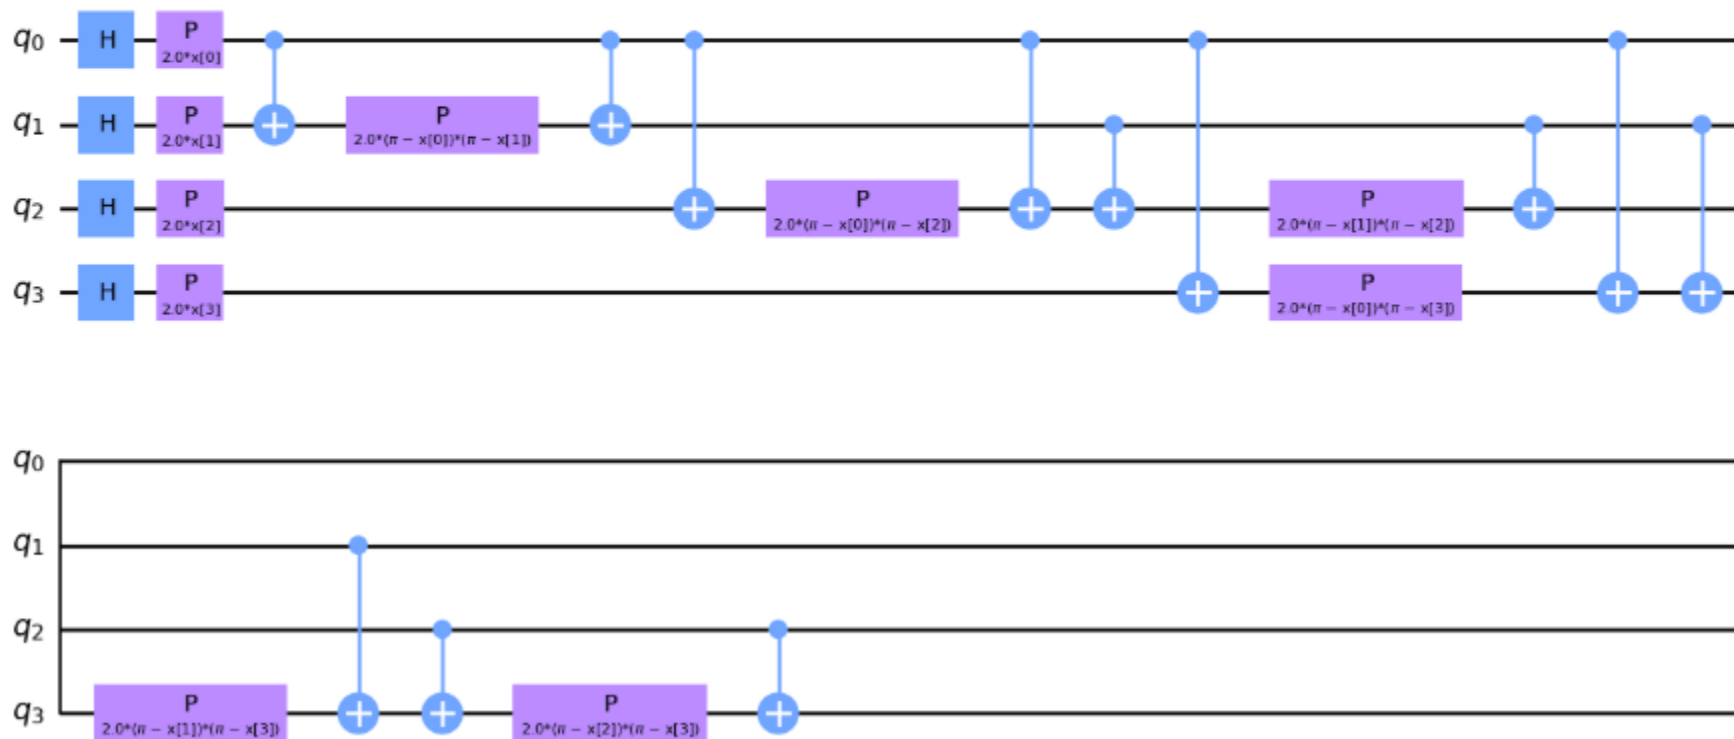 q0 H P 2.0*x[0]
q1 H P 2.0*x[1] P 2.0*(π − x[0])*(π − x[1])
q2 H P 2.0*x[2] P 2.0*(π − x[0])*(π − x[2]) P 2.0*(π − x[1])*(π − x[2])
q3 H P 2.0*x[3] P 2.0*(π − x[0])*(π − x[3])
q0
q1
q2
q3 P 2.0*(π − x[1])*(π − x[3]) P 2.0*(π − x[2])*(π − x[3])